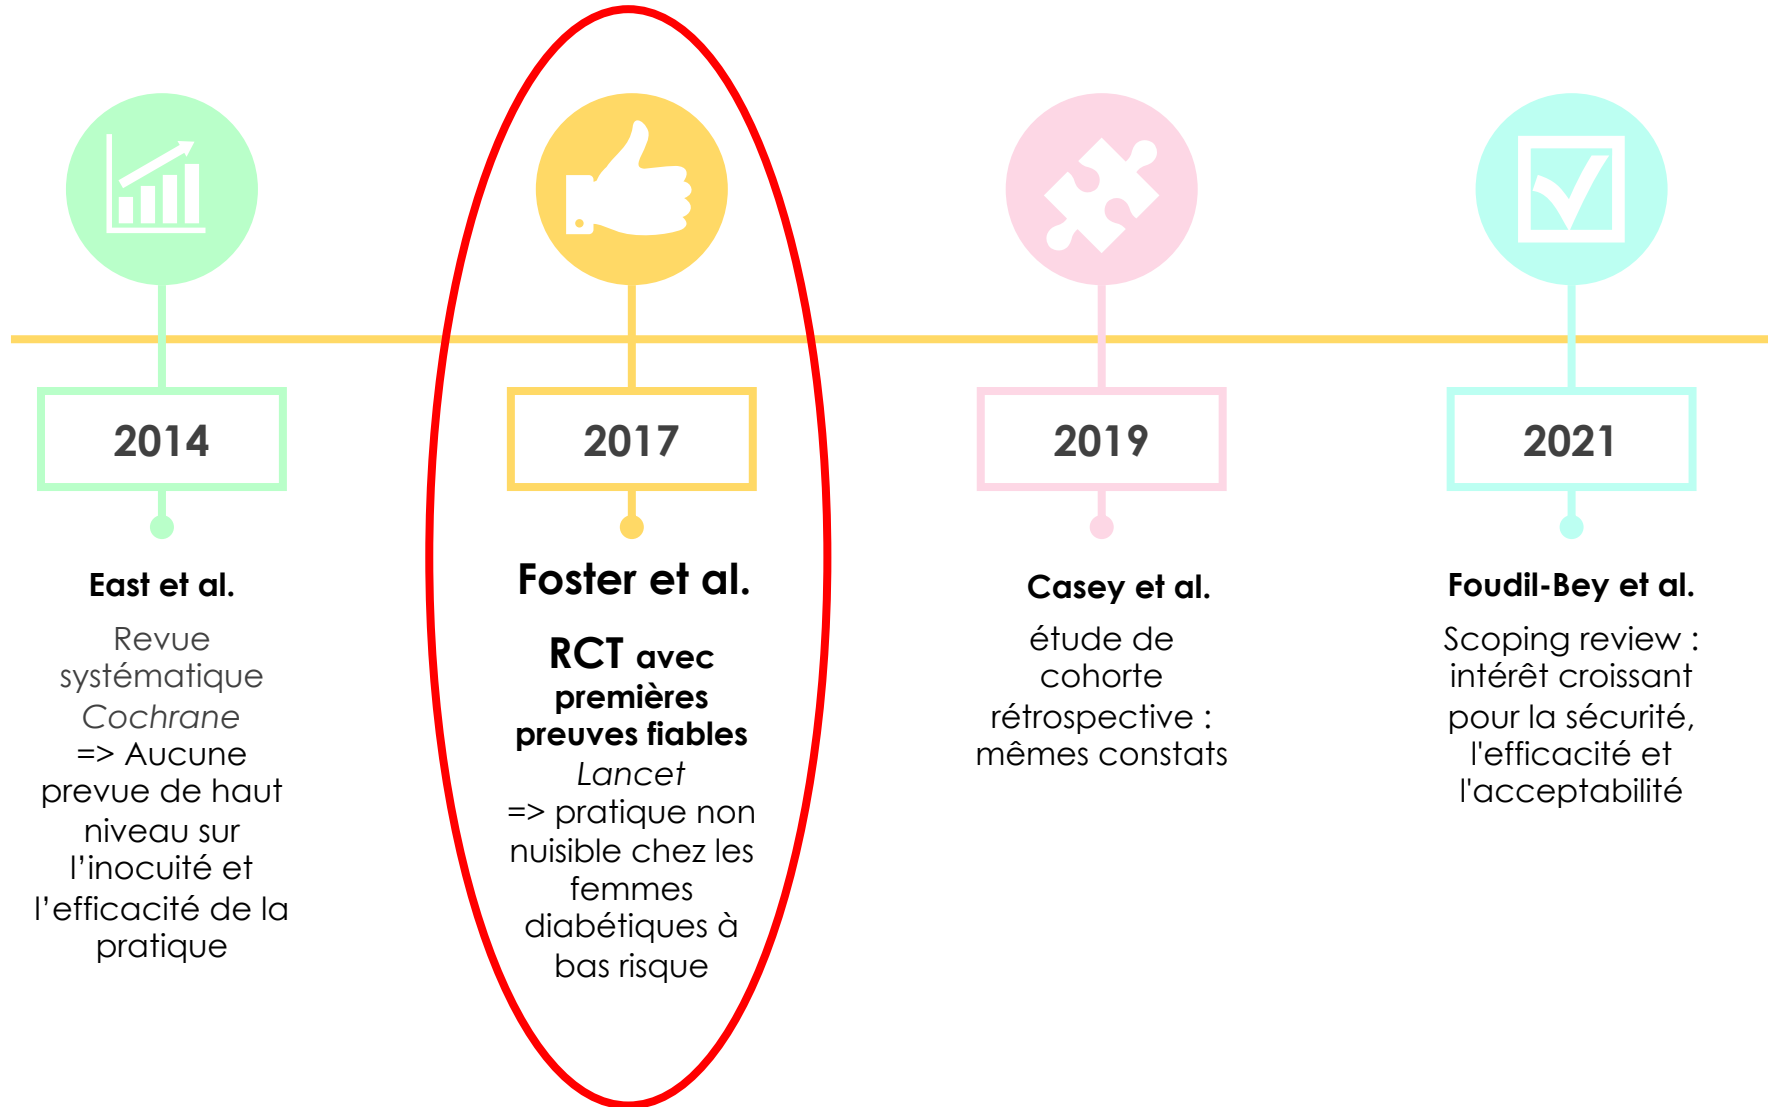 2014
East et al.
Revue
systématique
Cochrane
=> Aucune
prevue de haut
niveau sur
l’inocuité et
l’efficacité de la
pratique
2017
Foster et al.
RCT avec
premières
preuves fiables
Lancet
=> pratique non
nuisible chez les
femmes
diabétiques à
bas risque
2019
Casey et al.
étude de
cohorte
rétrospective :
mêmes constats
2021
Foudil-Bey et al.
Scoping review :
intérêt croissant
pour la sécurité,
l'efficacité et
l'acceptabilité